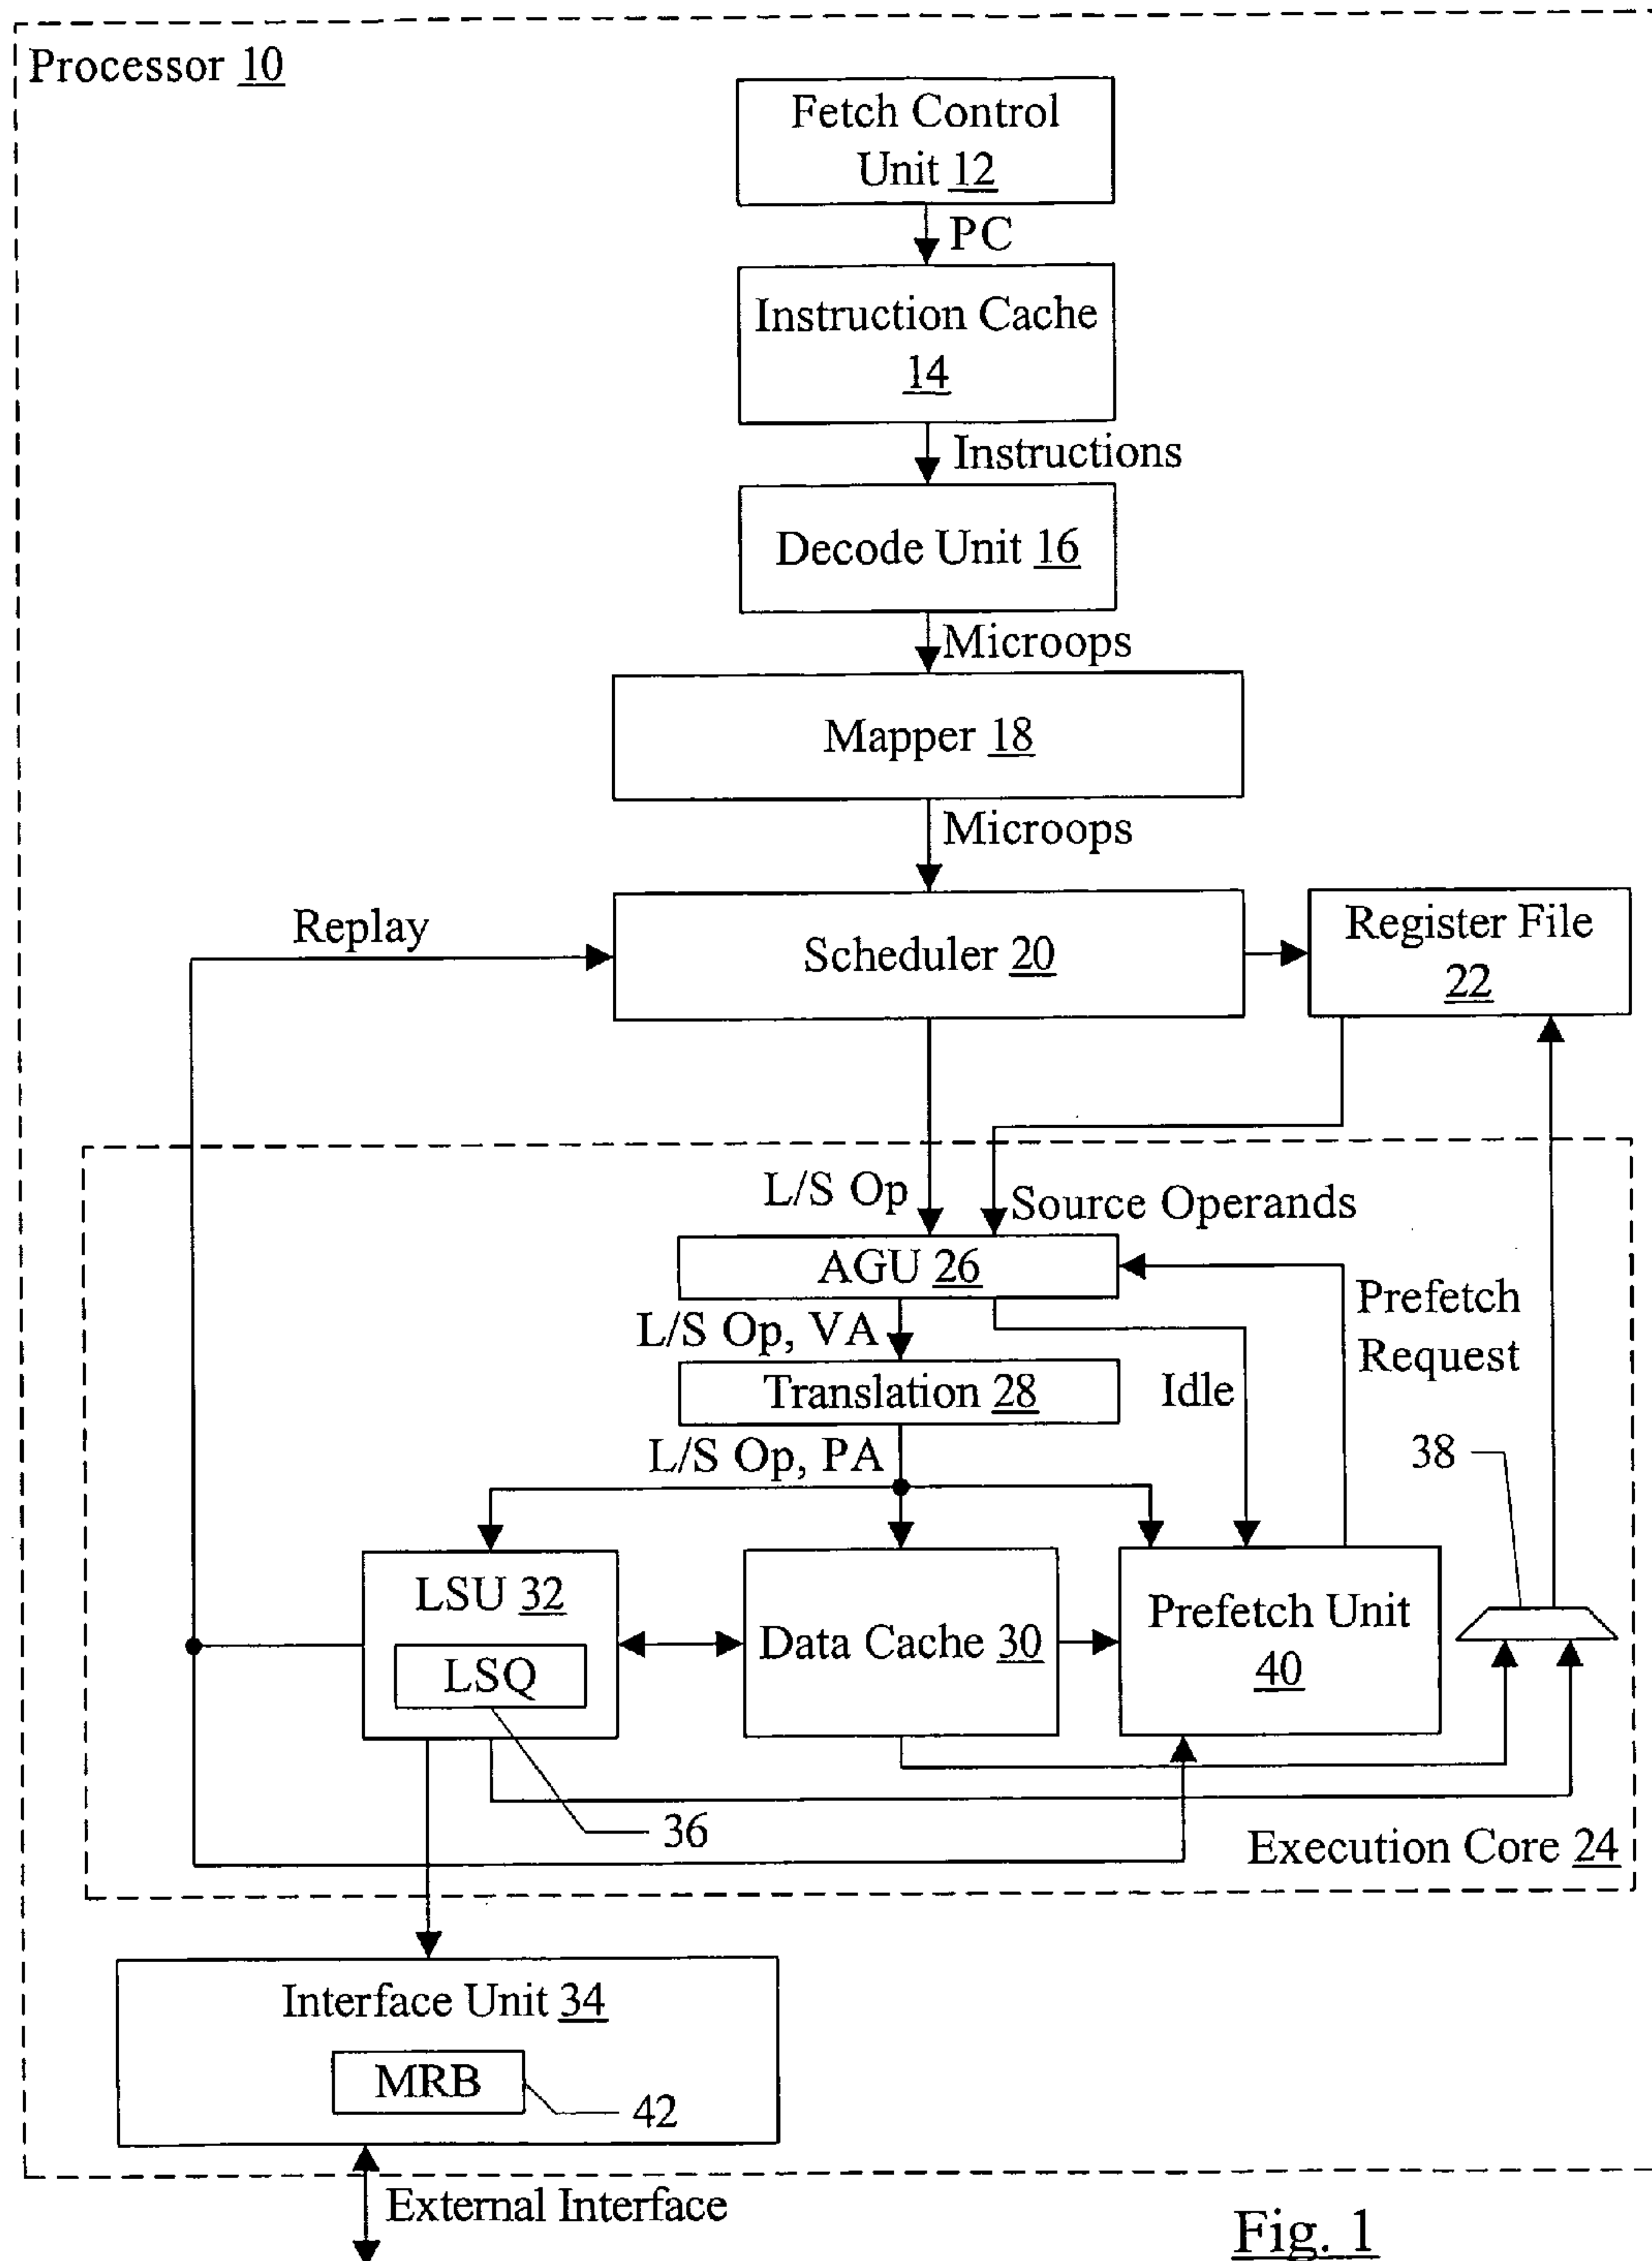 Processor 10
Fetch Control
Unit 12
PC
Instruction Cache
14
Instructions
Decode Unit 16
Microops
Mapper 18
Microops
Replay
Scheduler 20
Register File
22
L/S Op
Source Operands
AGU 26
L/S Op, VA
Prefetch
Request
Translation 28
Idle
L/S Op, PA
38
LSU 32
LSQ
Data Cache 30
Prefetch Unit
40
36
Execution Core 24
Interface Unit 34
MRB
42
External Interface
Fig. 1